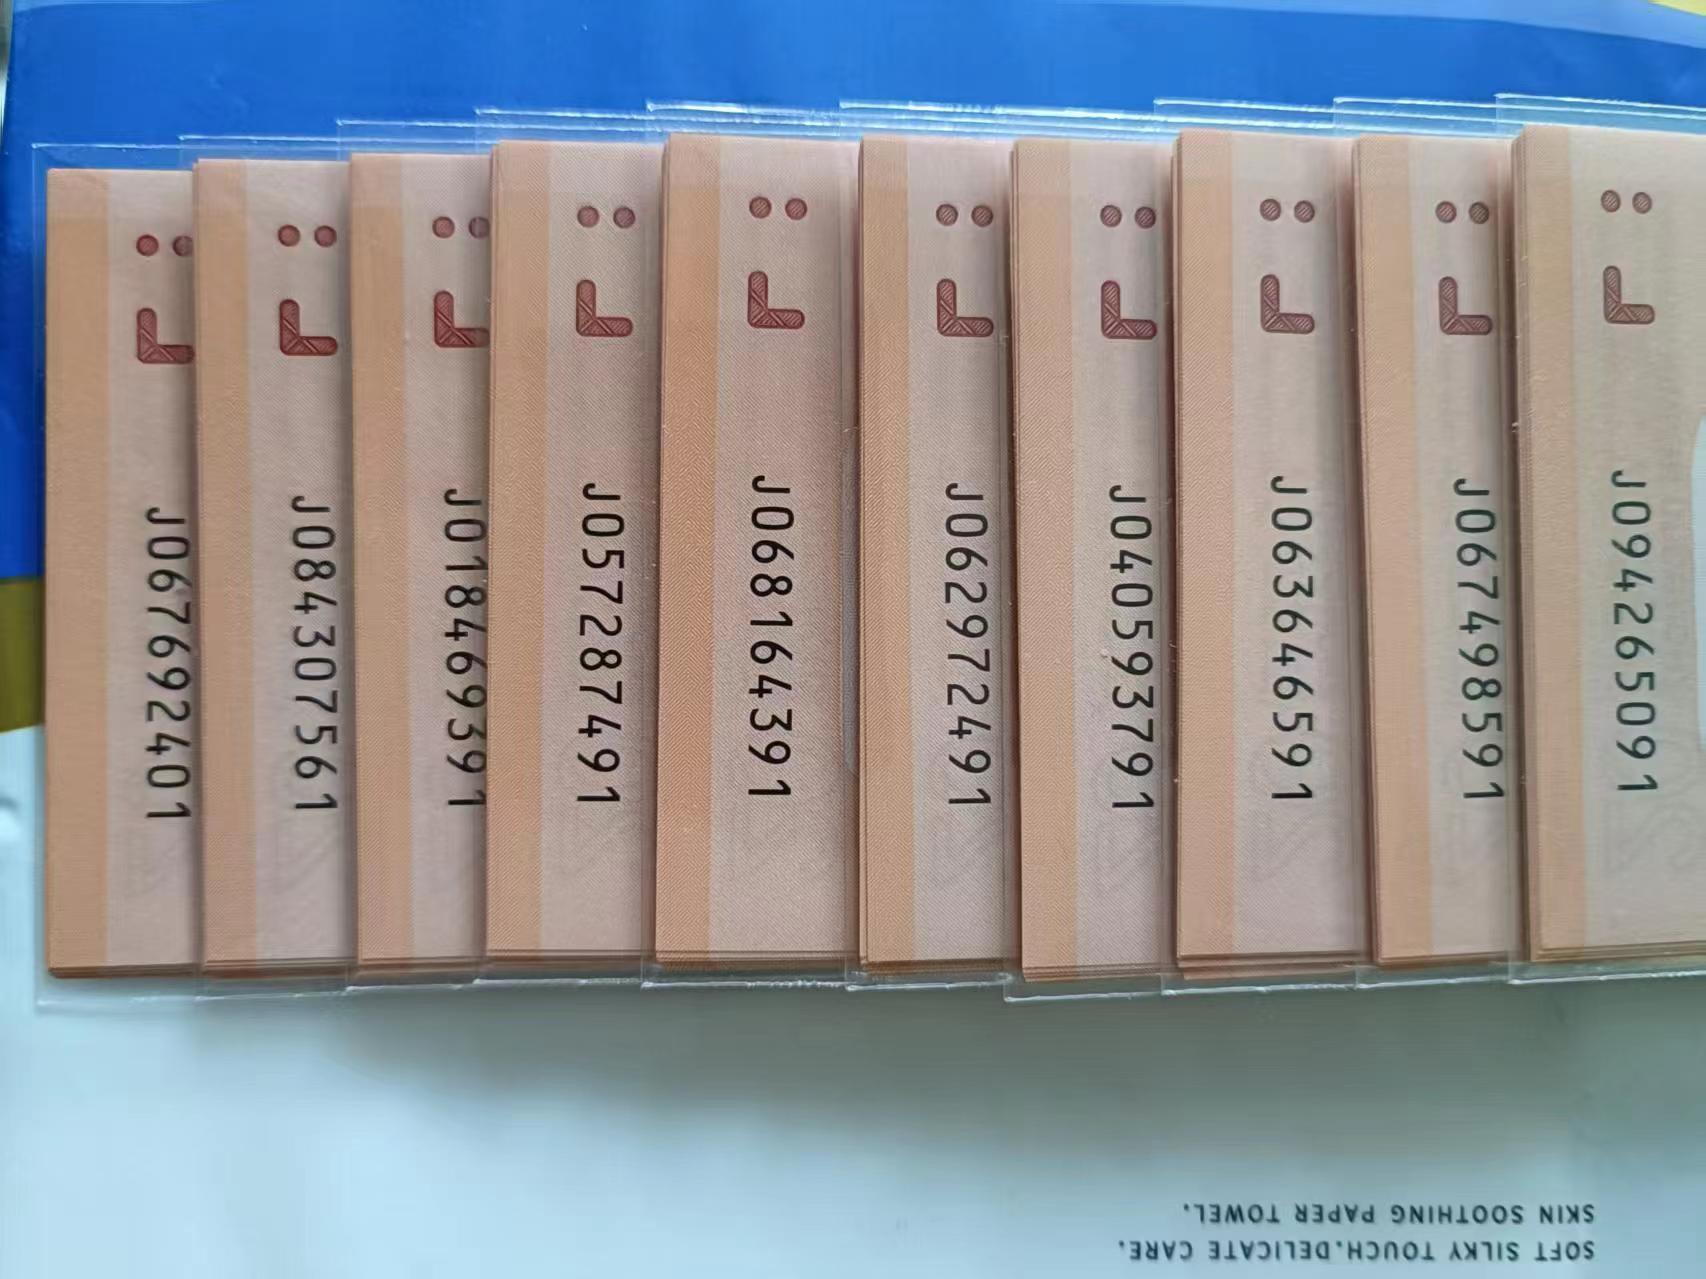 J067692401
J084307561
J018469391
J057287491
J068164391
J062972491
J040593791
J063646591
J067498591
J094265091
SOFT SILKY TOUCH.DELICATE CARE.
SKIN SOOTHING PAPER TOWEL.